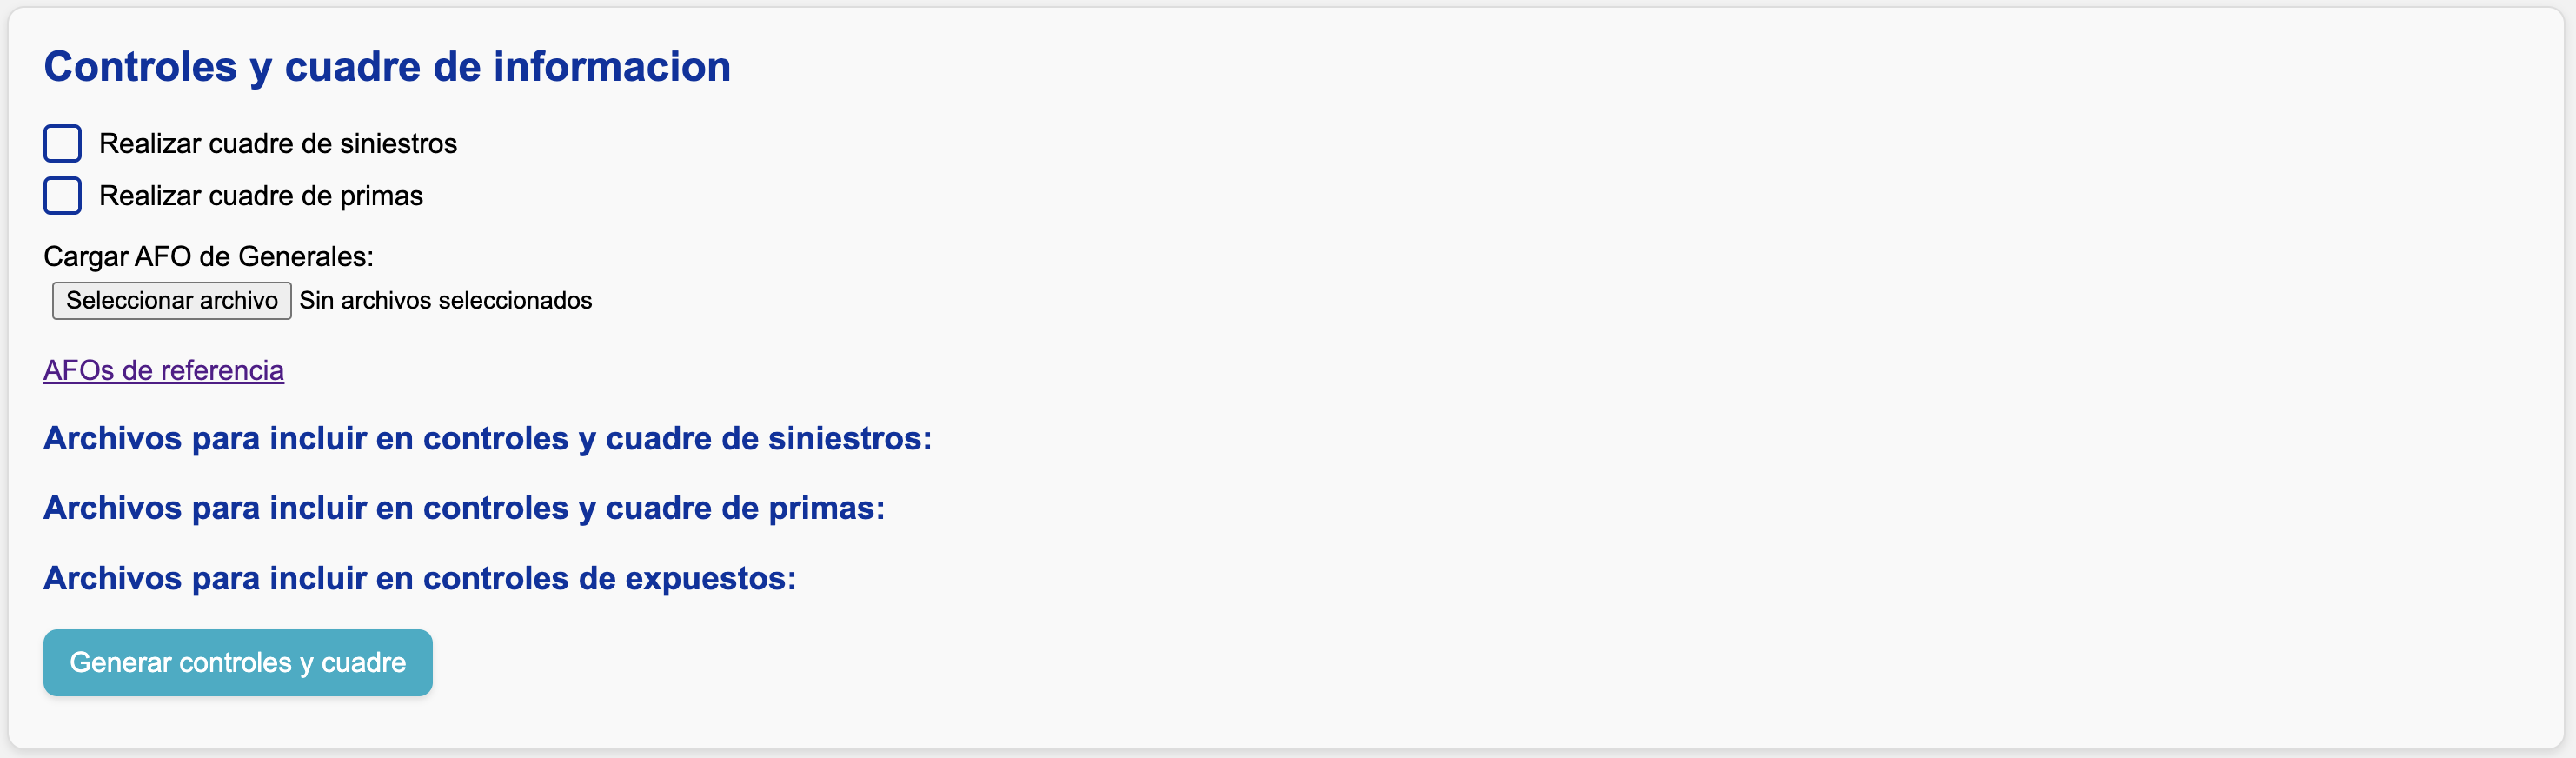 Controles y cuadre de informacion
Realizar cuadre de siniestros
Realizar cuadre de primas
Cargar AFO de Generales:
Seleccionar archivo Sin archivos seleccionados
AFOs de referencia
Archivos para incluir en controles y cuadre de siniestros:
Archivos para incluir en controles y cuadre de primas:
Archivos para incluir en controles de expuestos:
Generar controles y cuadre